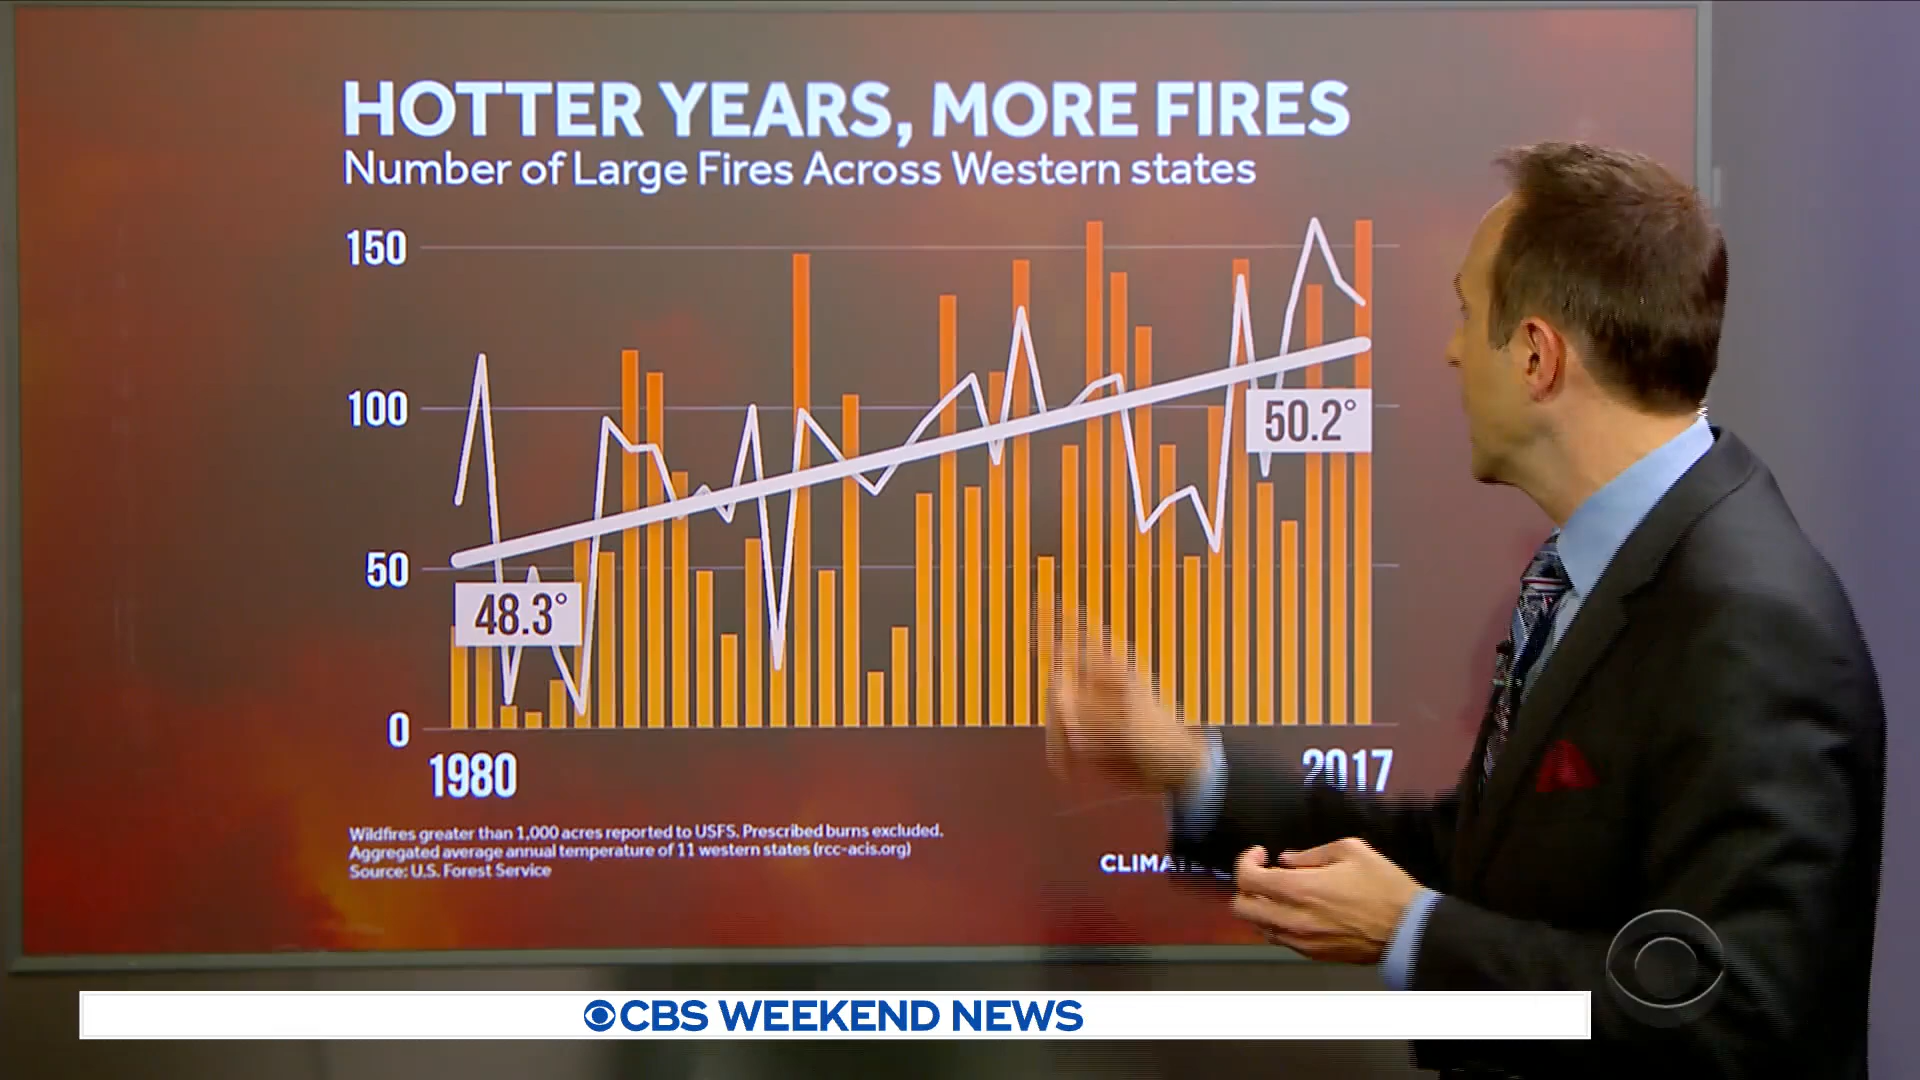 HOTTER YEARS, MORE FIRES
Number of Large Fires Across Western states
150
100
50
0
48.3°
50.2°
1980
2017
Wildfires greater than 1,000 acres reported to USFS. Prescribed burns excluded.
Aggregated average annual temperature of 11 western states (rcc-acis.org)
Source: U.S. Forest Service
CBS WEEKEND NEWS